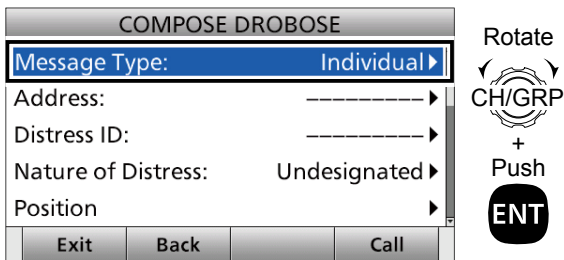 COMPOSE DROBOSE
Message Type: Individual
Address: –––––––––
Distress ID: –––––––––
Nature of Distress: Undesignated
Position
Exit Back Call
Rotate
CH/GRP
+
Push
ENT